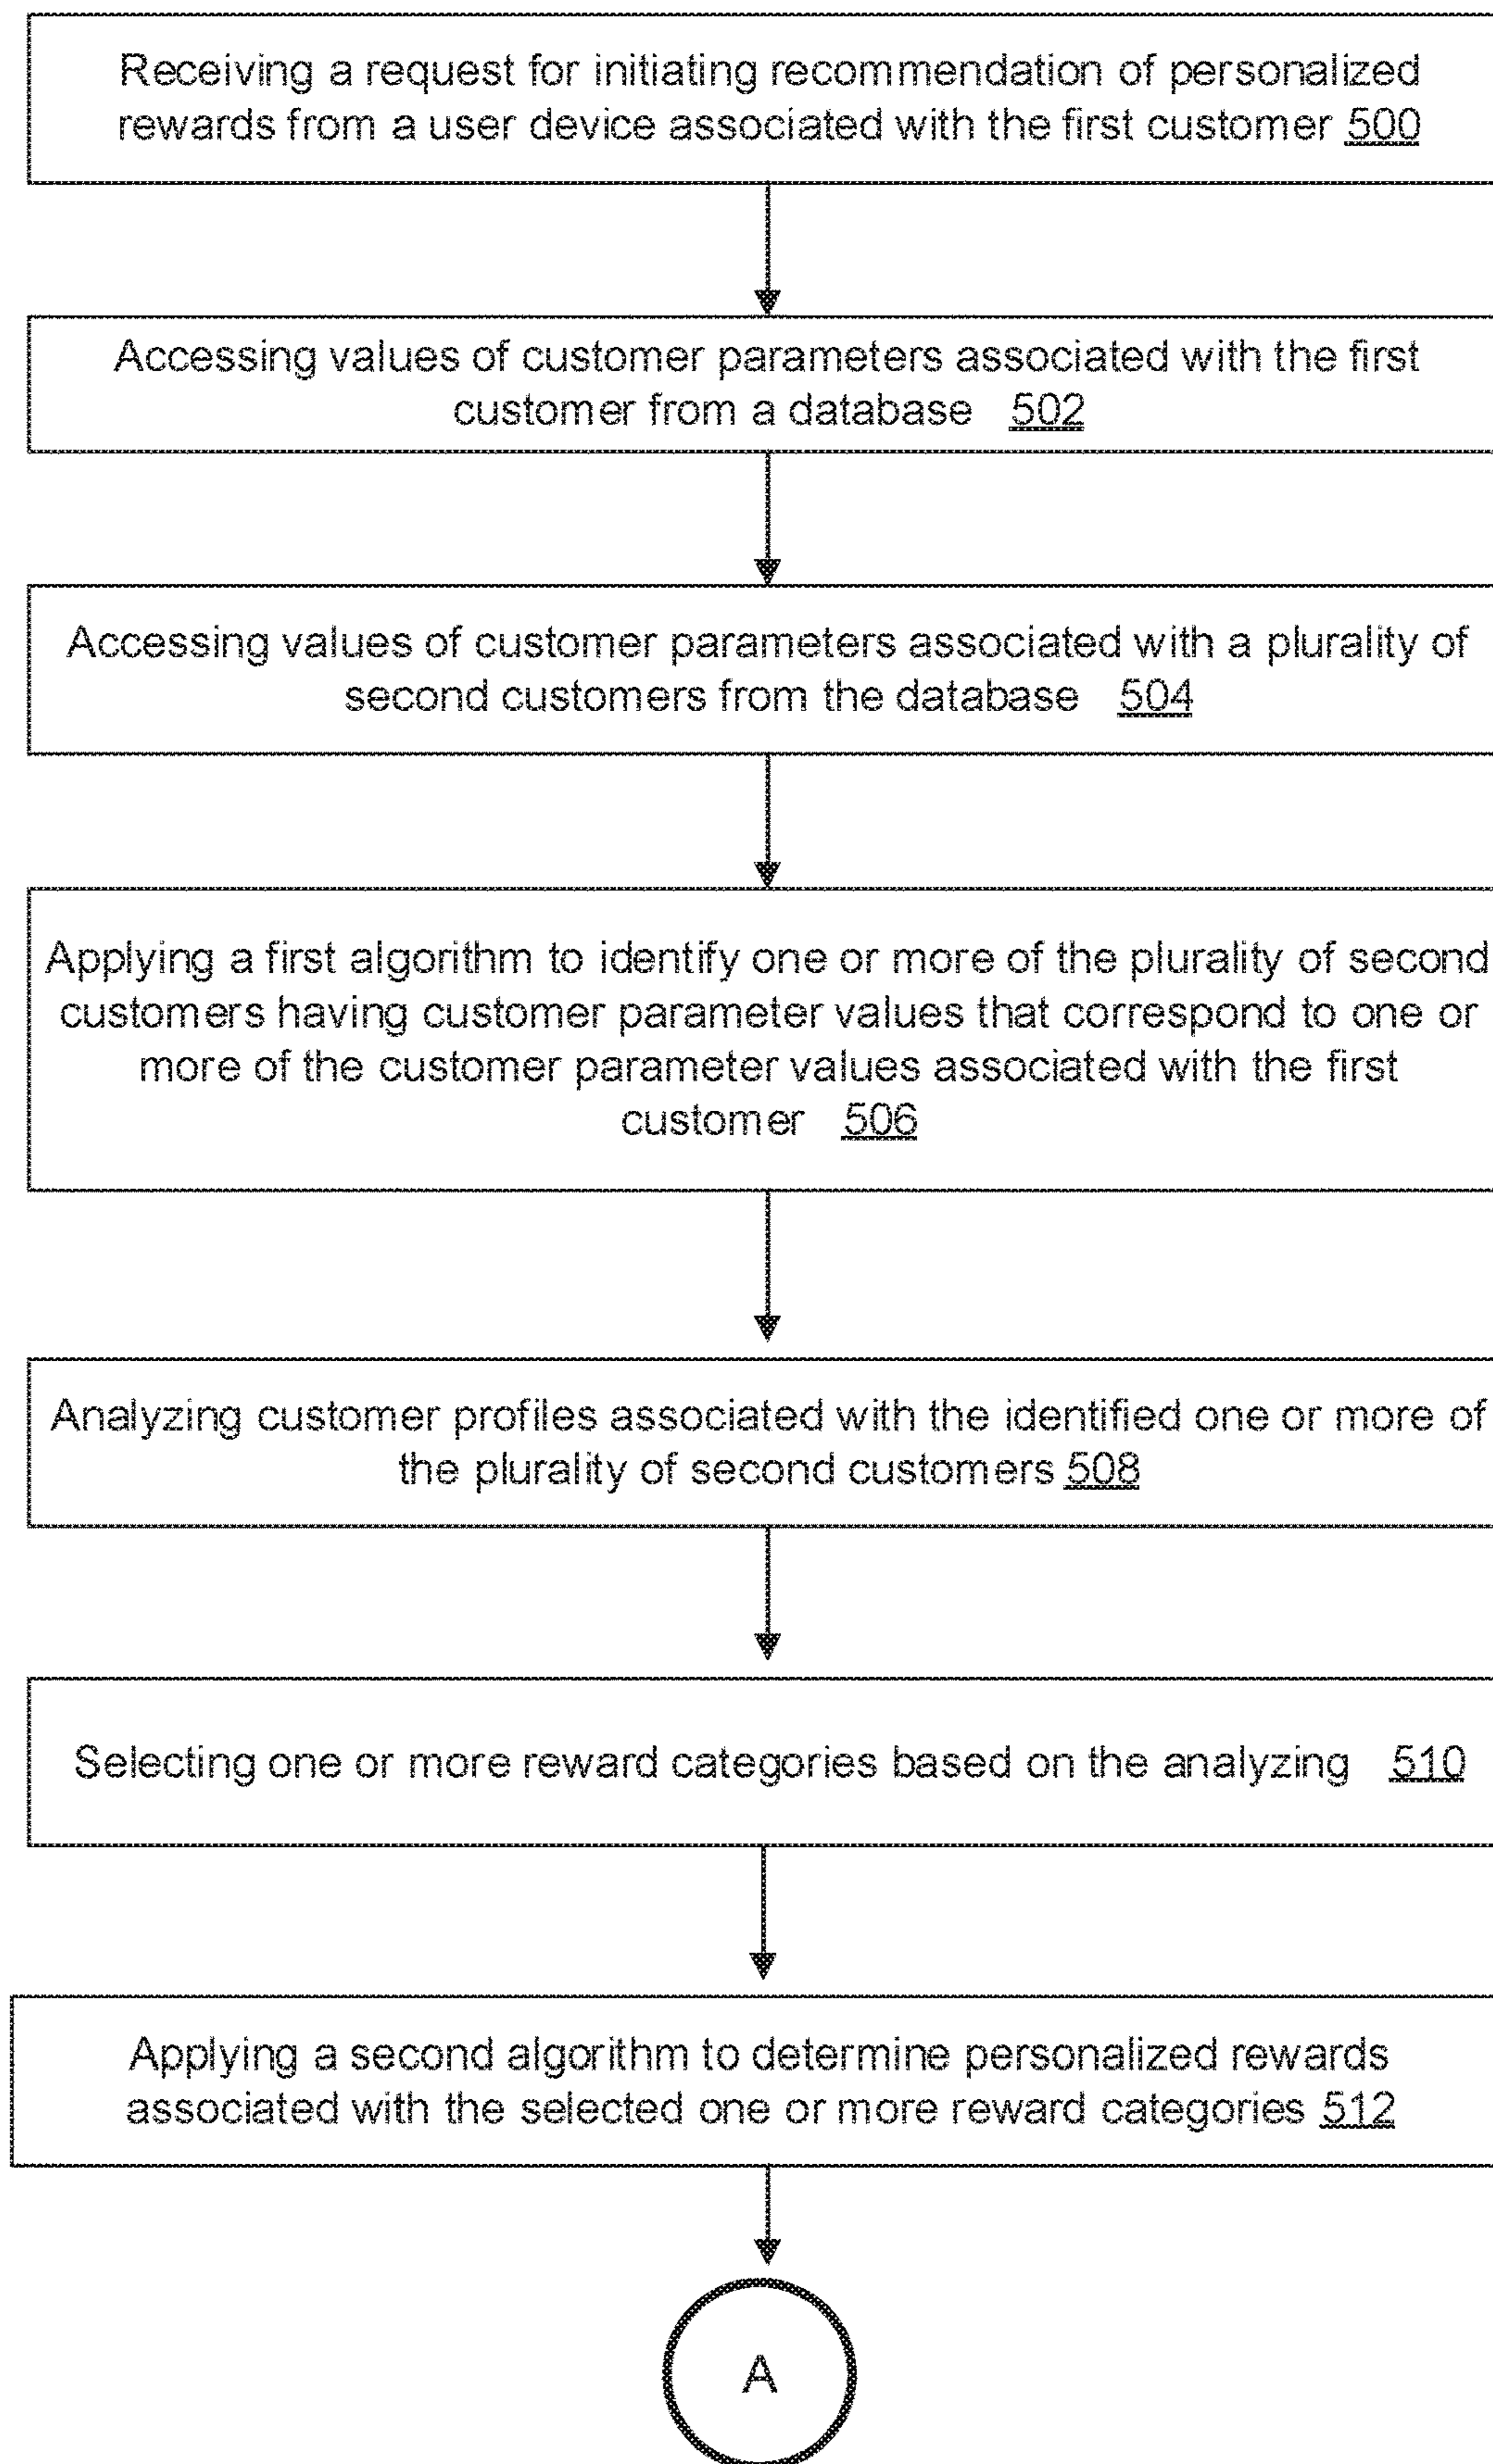 Receiving a request for initiating recommendation of personalized
rewards from a user device associated with the first customer 500
Accessing values of customer parameters associated with the first
customer from a database 502
Accessing values of customer parameters associated with a plurality of
second customers from the database 504
Applying a first algorithm to identify one or more of the plurality of second
customers having customer parameter values that correspond to one or
more of the customer parameter values associated with the first
customer 506
Analyzing customer profiles associated with the identified one or more of
the plurality of second customers 508
Selecting one or more reward categories based on the analyzing 510
Applying a second algorithm to determine personalized rewards
associated with the selected one or more reward categories 512
A